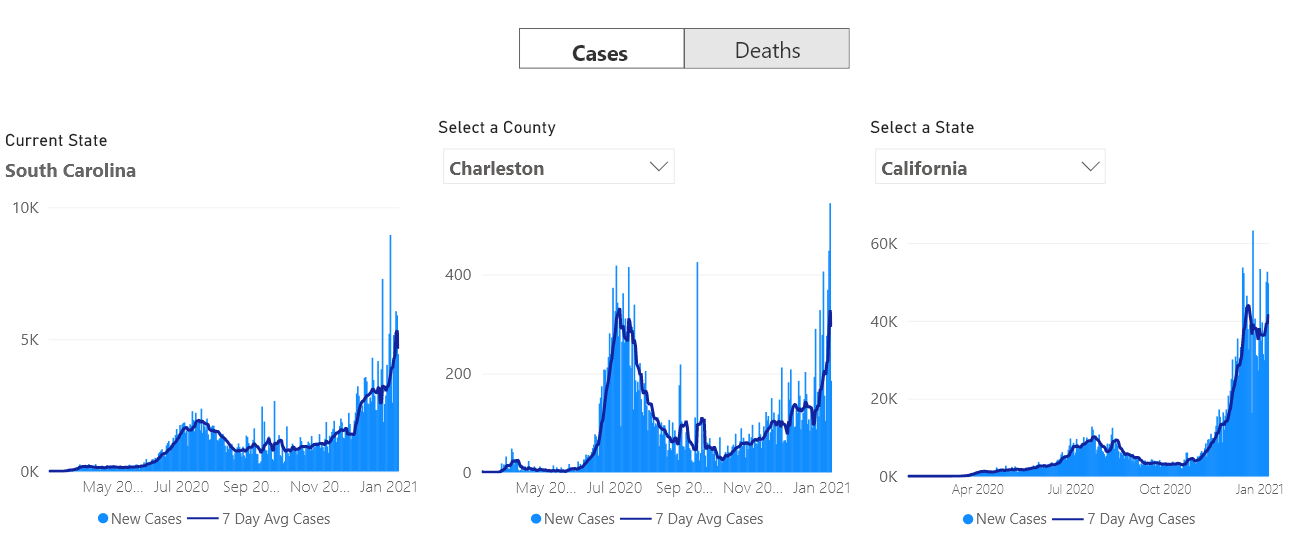 Cases
Deaths
Current State
South Carolina
10K
5K
0K
May 20...
Jul 2020
Sep 20...
Nov 20...
Jan 2021
New Cases
7 Day Avg Cases
Select a County
Charleston
400
200
0
May 20...
Jul 2020
Sep 20...
Nov 20...
Jan 2021
New Cases
7 Day Avg Cases
Select a State
California
60K
40K
20K
0K
Apr 2020
Jul 2020
Oct 2020
Jan 2021
New Cases
7 Day Avg Cases